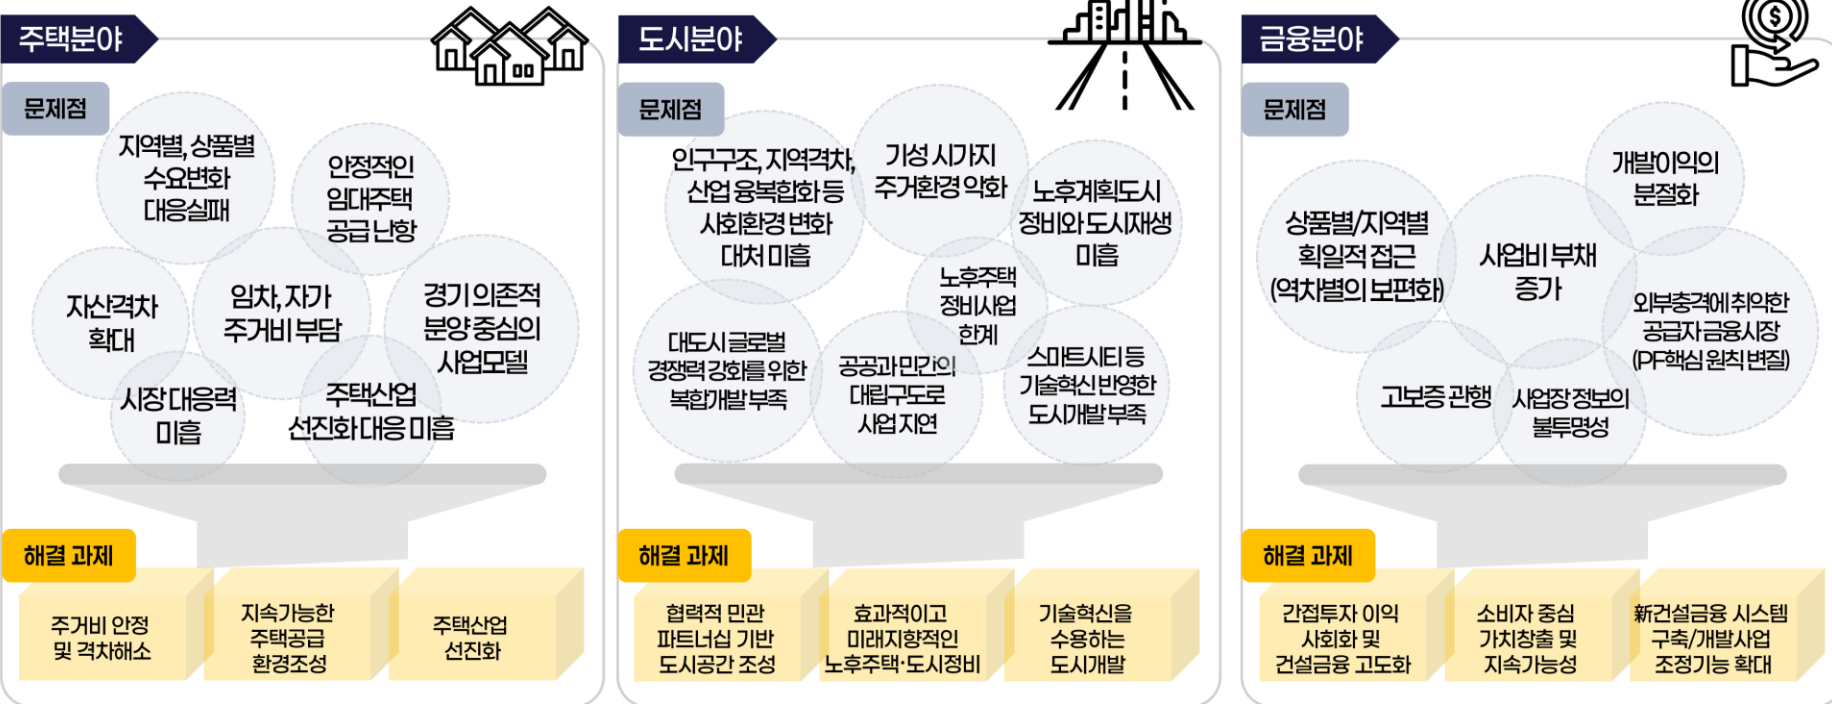 주택분야
문제점
지역별, 상품별
수요변화
대응실패
안정적인
임대주택
공급 난항
자산격차
확대
임차, 자가
주거비 부담
경기 의존적
분양 중심의
사업모델
시장 대응력
미흡
주택산업
선진화 대응 미흡
해결 과제
주거비 안정
및 격차해소
지속가능한
주택공급
환경조성
주택산업
선진화
도시분야
문제점
인구구조, 지역격차,
산업 융복합화 등
사회환경 변화
대처 미흡
기성 시가지
주거환경 악화
노후계획도시
정비와 도시재생
미흡
노후주택
정비사업
한계
대도시 글로벌
경쟁력 강화를 위한
복합개발 부족
공공과 민간의
대립구도로
사업 지연
스마트시티 등
기술혁신 반영한
도시개발 부족
해결 과제
협력적 민관
파트너십 기반
도시공간 조성
효과적이고
미래지향적인
노후주택·도시정비
기술혁신을
수용하는
도시개발
금융분야
문제점
개발이익의
분절화
상품별/지역별
획일적 접근
(역차별의 보편화)
사업비 부채
증가
외부충격에 취약한
공급자 금융시장
(PF핵심 원칙 변질)
고보증 관행
사업장 정보의
불투명성
해결 과제
간접투자 이익
사회화 및
건설금융 고도화
소비자 중심
가치창출 및
지속가능성
新건설금융 시스템
구축/개발사업
조정기능 확대